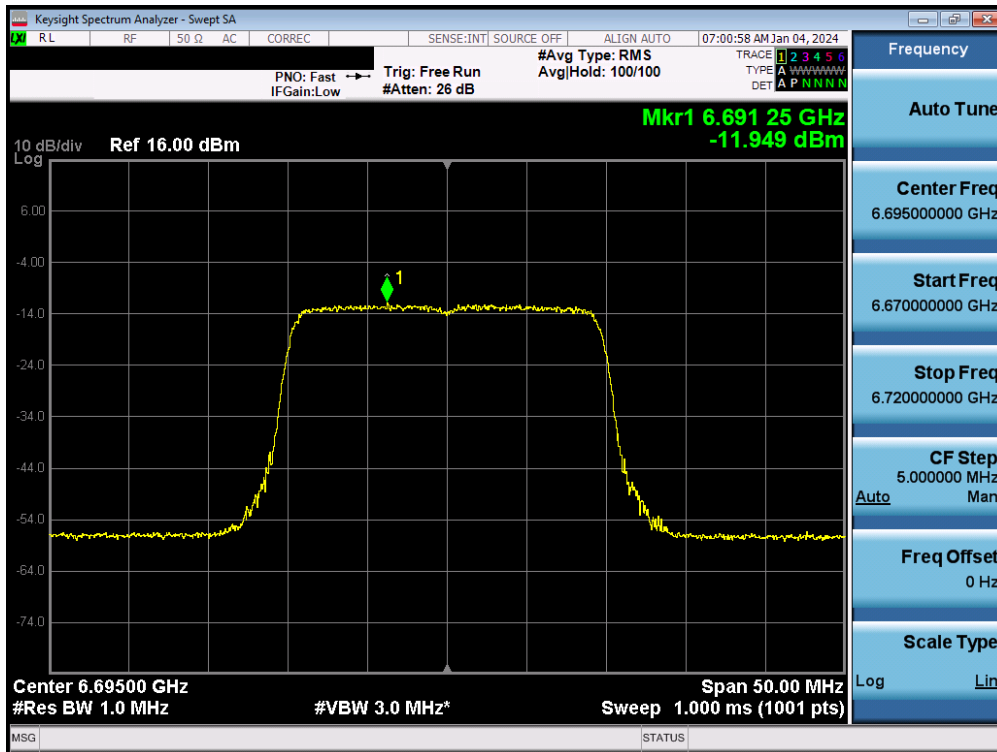 Keysight Spectrum Analyzer - Swept SA
LXI RL RF 50 Ω AC CORREC SENSE:INT SOURCE OFF ALIGN AUTO 07:00:58 AM Jan 04, 2024
PNO: Fast
IFGain:Low
Trig: Free Run
#Atten: 26 dB
#Avg Type: RMS
Avg|Hold: 100/100
TRACE 1 2 3 4 5 6
TYPE A WWWWW
DET A P N N N N
Mkr1 6.691 25 GHz
-11.949 dBm
10 dB/div Ref 16.00 dBm
Log
1
6.00
-4.00
-14.0
-24.0
-34.0
-44.0
-54.0
-64.0
-74.0
Center 6.69500 GHz Span 50.00 MHz
#Res BW 1.0 MHz #VBW 3.0 MHz* Sweep 1.000 ms (1001 pts)
MSG STATUS
Frequency
Auto Tune
Center Freq
6.695000000 GHz
Start Freq
6.670000000 GHz
Stop Freq
6.720000000 GHz
CF Step
5.000000 MHz
Auto Man
Freq Offset
0 Hz
Scale Type
Log Lin